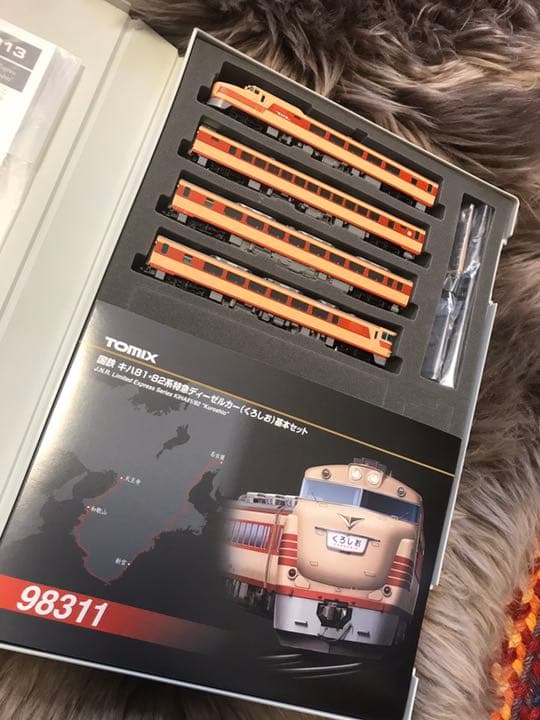 913
TOMIX
TOMIX
国鉄 キハ81・82系特急ディーゼルカー(くろしお)基本セット
J.N.R. Limited Express Series KIHA81/82 "Kuroshio"
名古屋
天王寺
和歌山
新宮
くろしお
98311